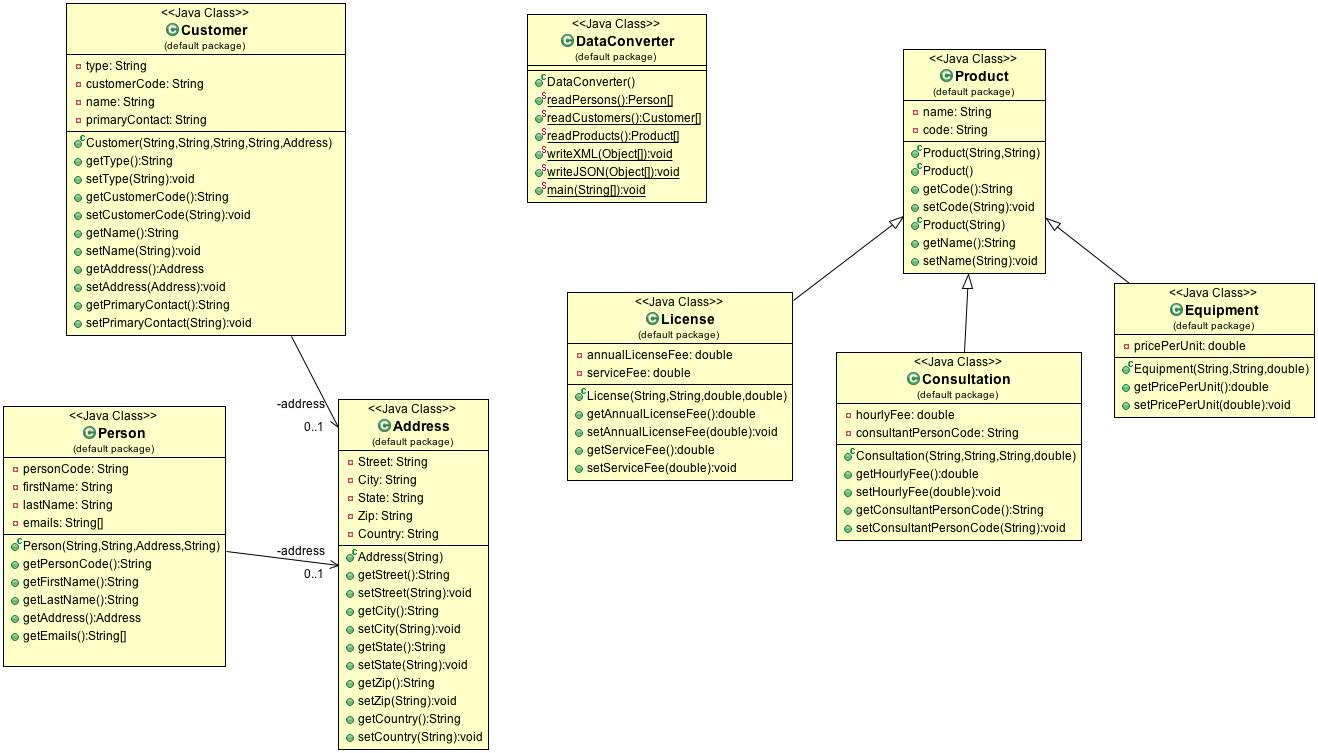 <<Java Class>>
Customer
(default package)
type: String
customerCode: String
name: String
primaryContact: String
Customer(String,String,String,String,Address)
getType():String
setType(String):void
getCustomerCode():String
setCustomerCode(String):void
getName():String
setName(String):void
getAddress():Address
setAddress(Address):void
getPrimaryContact():String
setPrimaryContact(String):void
<<Java Class>>
DataConverter
(default package)
DataConverter()
readPersons():Person[]
readCustomers():Customer[]
readProducts():Product[]
writeXML(Object[]):void
writeJSON(Object[]):void
main(String[]):void
<<Java Class>>
Product
(default package)
name: String
code: String
Product(String,String)
Product()
getCode():String
setCode(String):void
Product(String)
getName():String
setName(String):void
<<Java Class>>
License
(default package)
annualLicenseFee: double
serviceFee: double
License(String,String,double,double)
getAnnualLicenseFee():double
setAnnualLicenseFee(double):void
getServiceFee():double
setServiceFee(double):void
<<Java Class>>
Consultation
(default package)
hourlyFee: double
consultantPersonCode: String
Consultation(String,String,String,double)
getHourlyFee():double
setHourlyFee(double):void
getConsultantPersonCode():String
setConsultantPersonCode(String):void
<<Java Class>>
Equipment
(default package)
pricePerUnit: double
Equipment(String,String,double)
getPricePerUnit():double
setPricePerUnit(double):void
-address
0..1
<<Java Class>>
Person
(default package)
personCode: String
firstName: String
lastName: String
emails: String[]
Person(String,String,Address,String)
getPersonCode():String
getFirstName():String
getLastName():String
getAddress():Address
getEmails():String[]
-address
0..1
<<Java Class>>
Address
(default package)
Street: String
City: String
State: String
Zip: String
Country: String
Address(String)
getStreet():String
setStreet(String):void
getCity():String
setCity(String):void
getState():String
setState(String):void
getZip():String
setZip(String):void
getCountry():String
setCountry(String):void